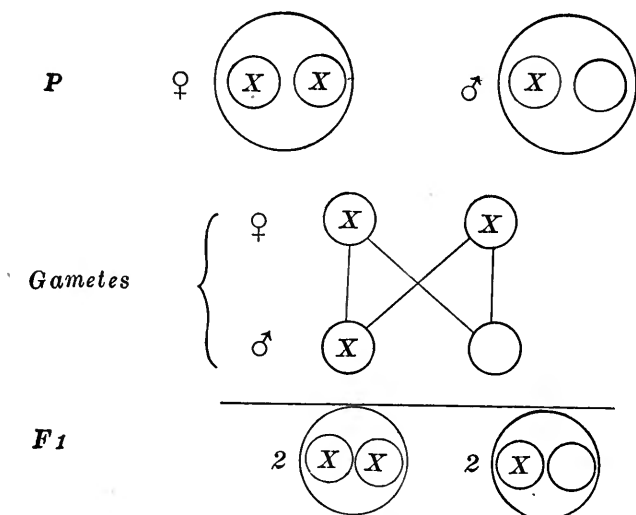 P ♀ X X ♂ X
♀ X X
Gametes
♂ X
F1 2 X X 2 X